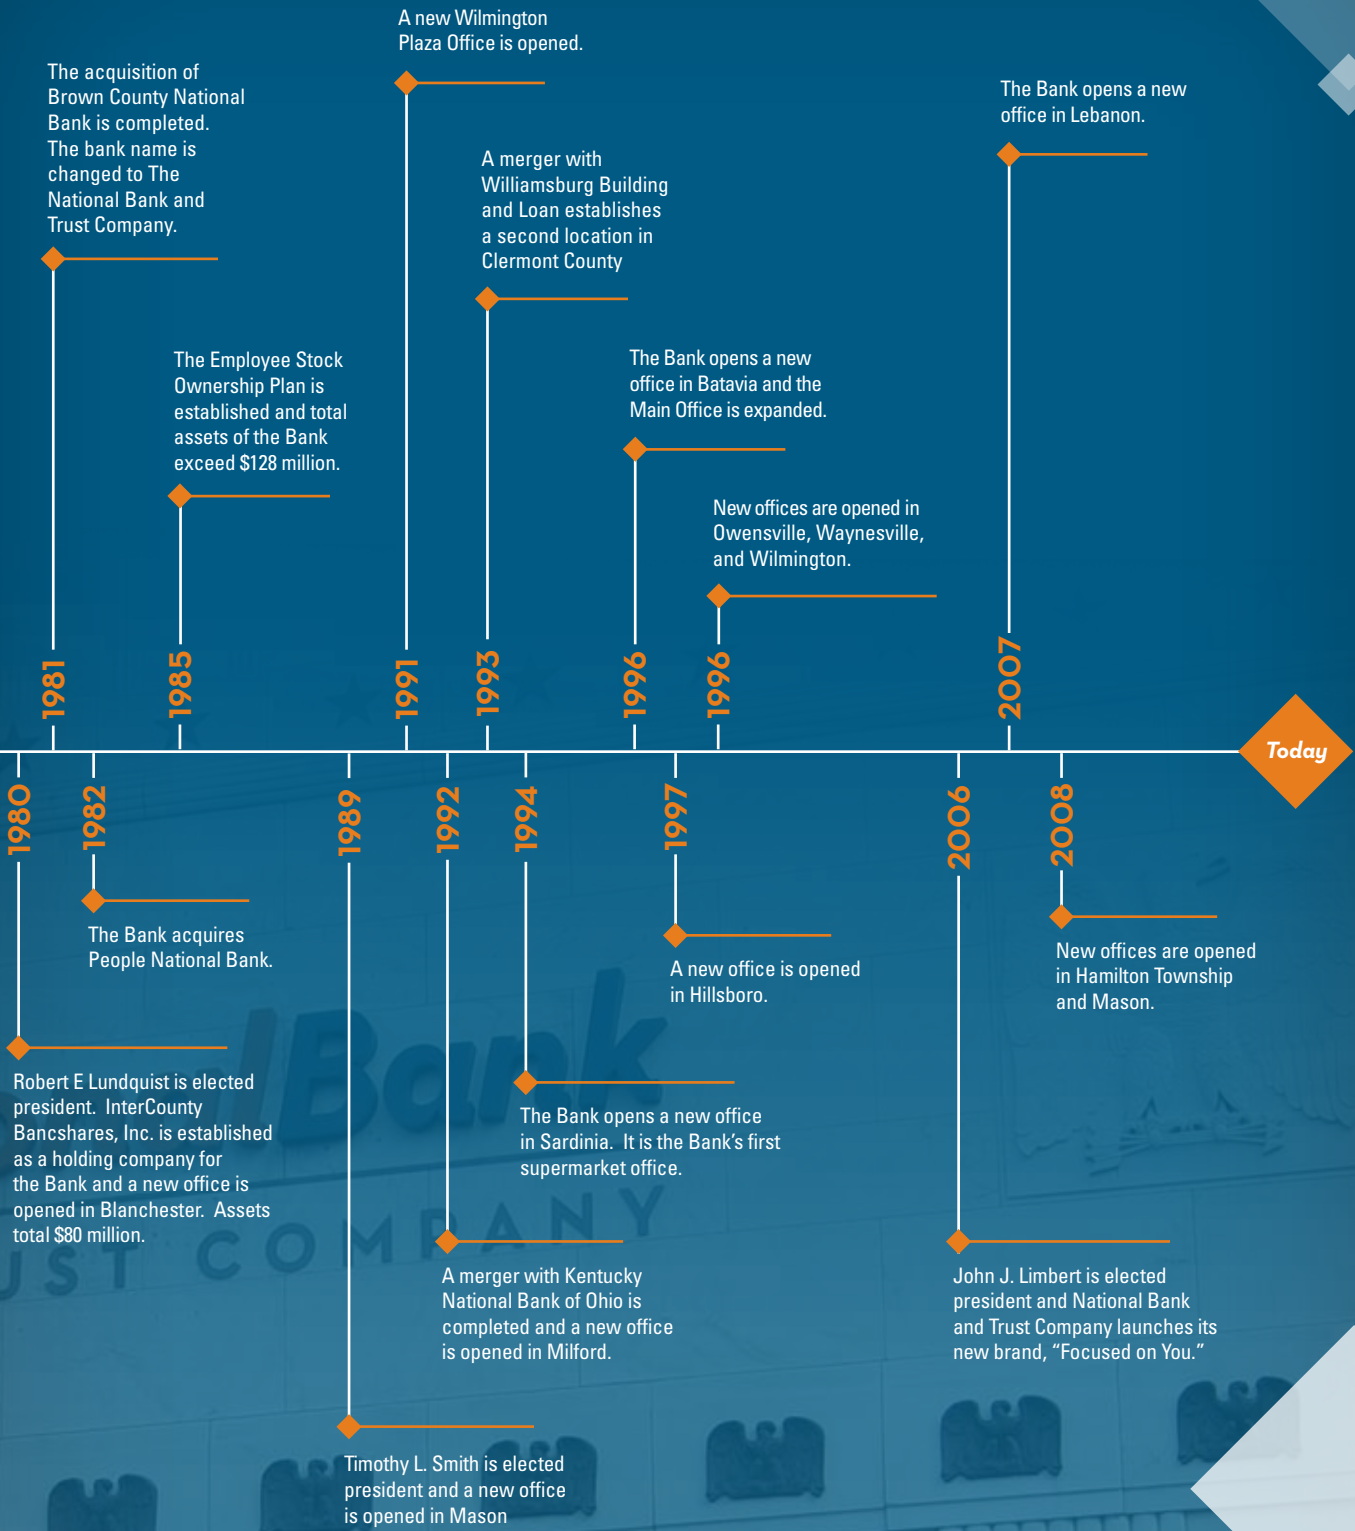 A new Wilmington
Plaza Office is opened.
The acquisition of
Brown County National
Bank is completed.
The bank name is
changed to The
National Bank and
Trust Company.
The Bank opens a new
office in Lebanon.
A merger with
Williamsburg Building
and Loan establishes
a second location in
Clermont County
The Employee Stock
Ownership Plan is
established and total
assets of the Bank
exceed $128 million.
The Bank opens a new
office in Batavia and the
Main Office is expanded.
New offices are opened in
Owensville, Waynesville,
and Wilmington.
1981
1985
1991
1993
1996
1996
2007
Today
1980
1982
1989
1992
1994
1997
2006
2008
The Bank acquires
People National Bank.
A new office is opened
in Hillsboro.
New offices are opened
in Hamilton Township
and Mason.
Robert E Lundquist is elected
president. InterCounty
Bancshares, Inc. is established
as a holding company for
the Bank and a new office is
opened in Blanchester. Assets
total $80 million.
The Bank opens a new office
in Sardinia. It is the Bank's first
supermarket office.
A merger with Kentucky
National Bank of Ohio is
completed and a new office
is opened in Milford.
John J. Limbert is elected
president and National Bank
and Trust Company launches its
new brand, “Focused on You.”
Timothy L. Smith is elected
president and a new office
is opened in Mason
Bank
COMPANY